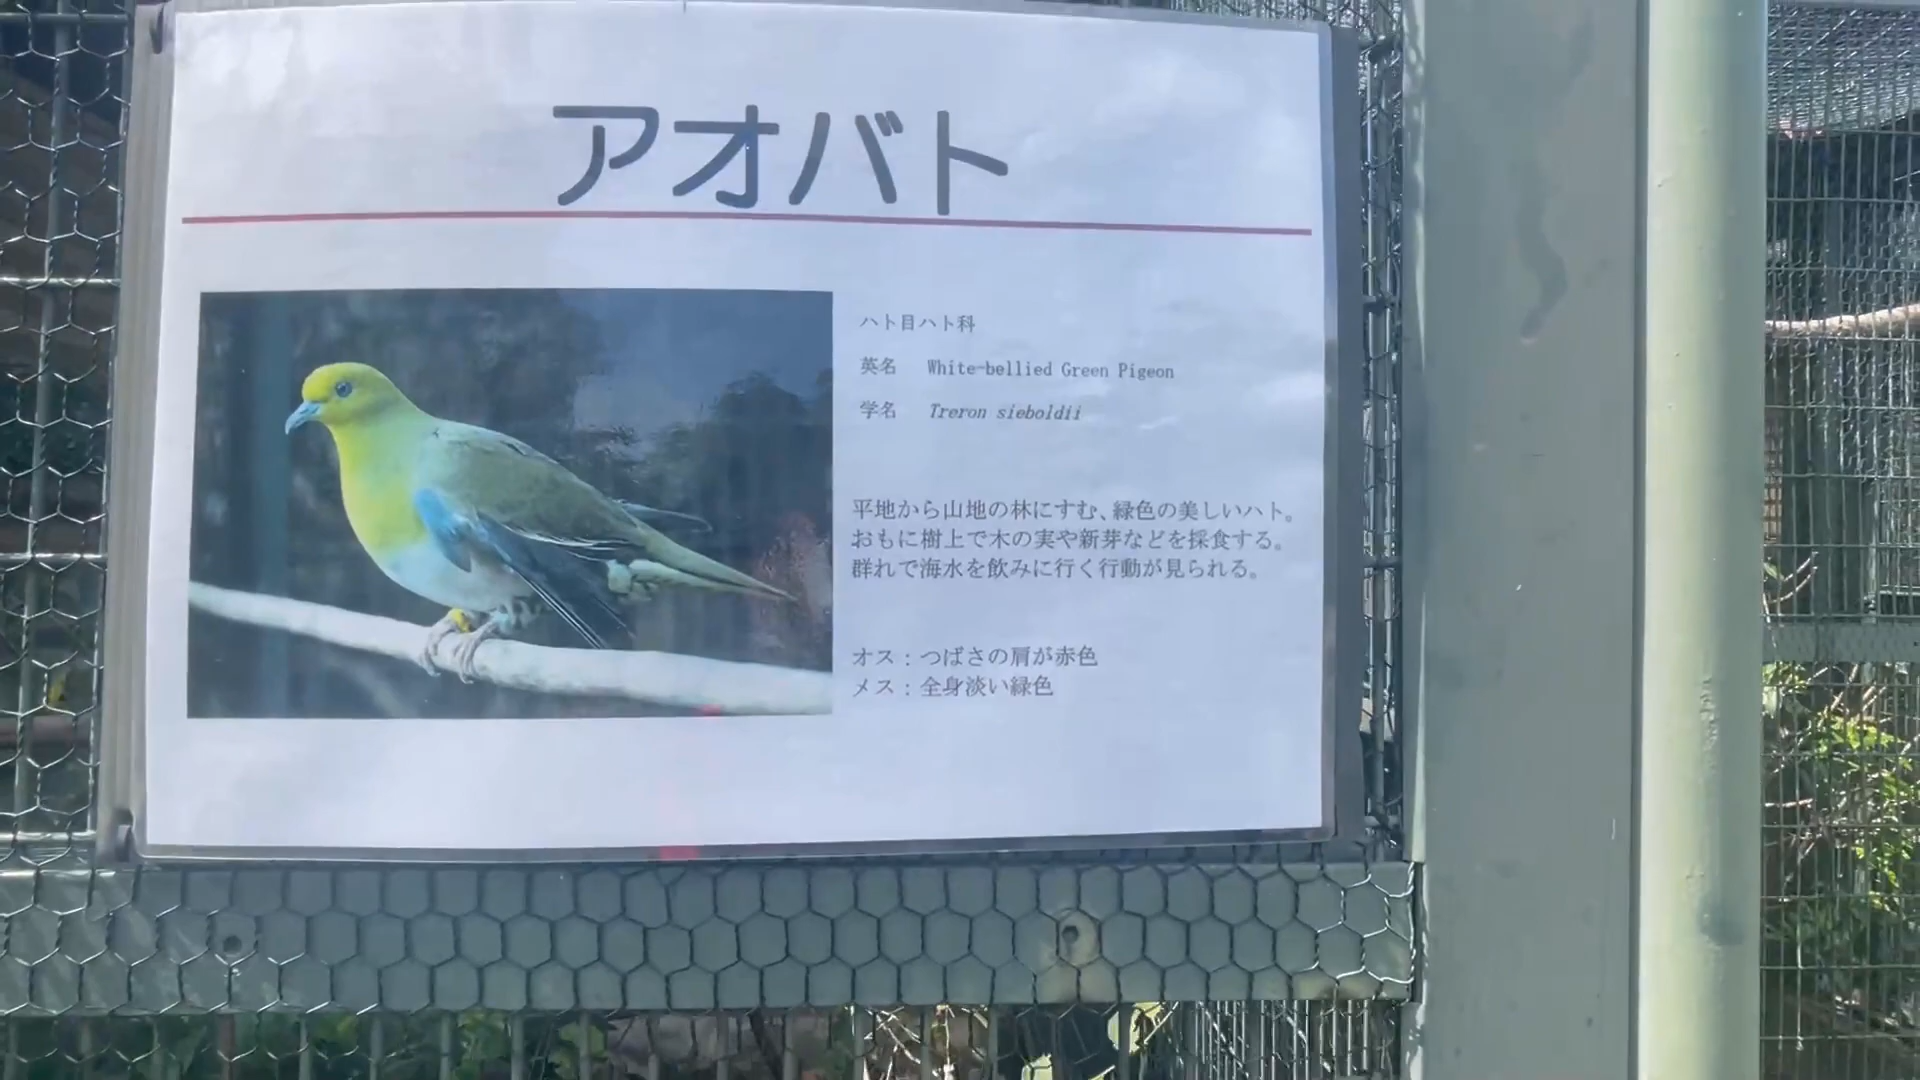 アオバト
ハト目ハト科
英名 White-bellied Green Pigeon
学名 Treron sieboldii
平地から山地の林にすむ、緑色の美しいハト。
おもに樹上で木の実や新芽などを採食する。
群れで海水を飲みに行く行動が見られる。
オス：つばさの肩が赤色
メス：全身淡い緑色